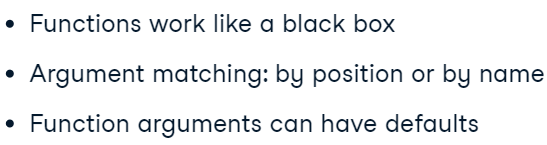 • Functions work like a black box
• Argument matching: by position or by name
• Function arguments can have defaults